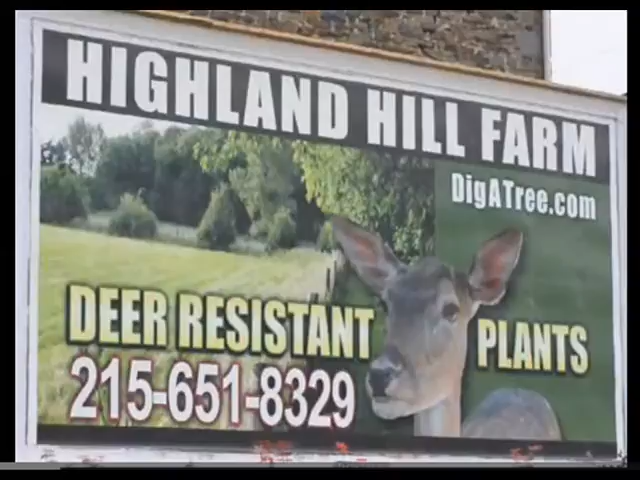 HIGHLAND HILL FARM
DigATree.com
DEER RESISTANT PLANTS
215-651-8329